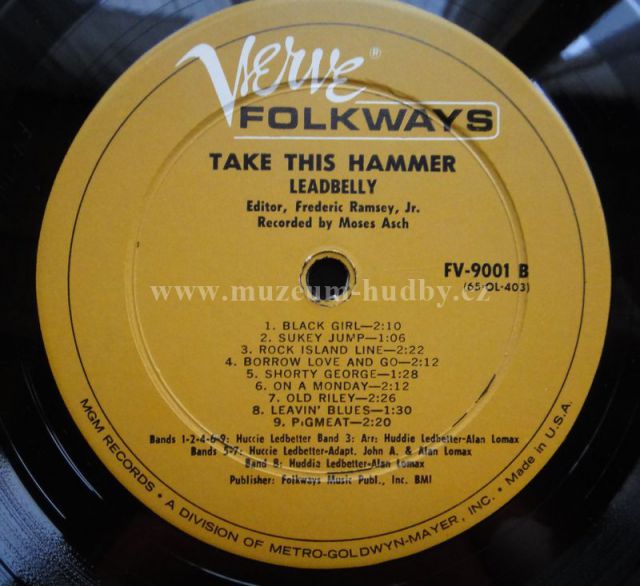 Verve®
FOLKWAYS
TAKE THIS HAMMER
LEADBELLY
Editor, Frederic Ramsey, Jr.
Recorded by Moses Asch
FV-9001 B
(65-OL-403)
www.muzeum-hudby.cz
1. BLACK GIRL—2:10
2. SUKEY JUMP—1:06
3. ROCK ISLAND LINE—2:22
4. BORROW LOVE AND GO—2:12
5. SHORTY GEORGE—1:28
6. ON A MONDAY—2:12
7. OLD RILEY—2:26
8. LEAVIN' BLUES—1:30
9. PIGMEAT—2:20
Bands 1-2-4-6-9: Huccie Ledbetter Band 3: Arr: Huddie Ledbetter-Alan Lomax
Bands 5-7: Huccie Ledbetter-Adapt. John A. & Alan Lomax
Band 8: Huddie Ledbetter-Alan Lomax
Publisher: Folkways Music Publ., Inc. BMI
MGM RECORDS • A DIVISION OF METRO-GOLDWYN-MAYER, INC. • Made in U.S.A.